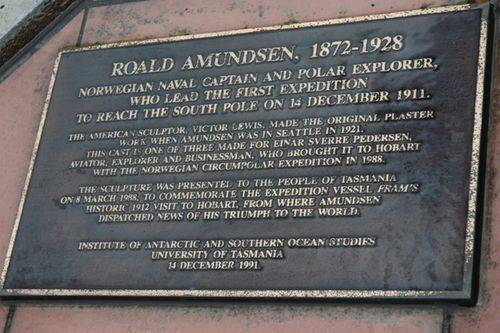 ROALD AMUNDSEN, 1872-1928
NORWEGIAN NAVAL CAPTAIN AND POLAR EXPLORER,
WHO LEAD THE FIRST EXPEDITION
TO REACH THE SOUTH POLE ON 14 DECEMBER 1911.
THE AMERICAN SCULPTOR, VICTOR LEWIS, MADE THE ORIGINAL PLASTER
WORK WHEN AMUNDSEN WAS IN SEATTLE IN 1921.
THIS CAST IS ONE OF THREE MADE FOR EINAR SVERRE PEDERSEN,
AVIATOR, EXPLORER AND BUSINESSMAN, WHO BROUGHT IT TO HOBART
WITH THE NORWEGIAN CIRCUMPOLAR EXPEDITION IN 1988.
THE SCULPTURE WAS PRESENTED TO THE PEOPLE OF TASMANIA
ON 8 MARCH 1988, TO COMMEMORATE THE EXPEDITION VESSEL FRAM'S
HISTORIC 1912 VISIT TO HOBART, FROM WHERE AMUNDSEN
DISPATCHED NEWS OF HIS TRIUMPH TO THE WORLD.
INSTITUTE OF ANTARCTIC AND SOUTHERN OCEAN STUDIES
UNIVERSITY OF TASMANIA
14 DECEMBER 1991.